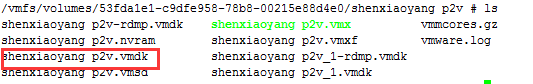 /vmfs/volumes/53fda1e1-c9dfe958-78b8-00215e88d4e0/shenxiaoyang p2v # ls
shenxiaoyang p2v-rdmp.vmdk shenxiaoyang p2v.vmx vmmcores.gz
shenxiaoyang p2v.nvram shenxiaoyang p2v.vmxf vmware.log
shenxiaoyang p2v.vmdk shenxiaoyang p2v_1-rdmp.vmdk
shenxiaoyang p2v.vmsd shenxiaoyang p2v_1.vmdk